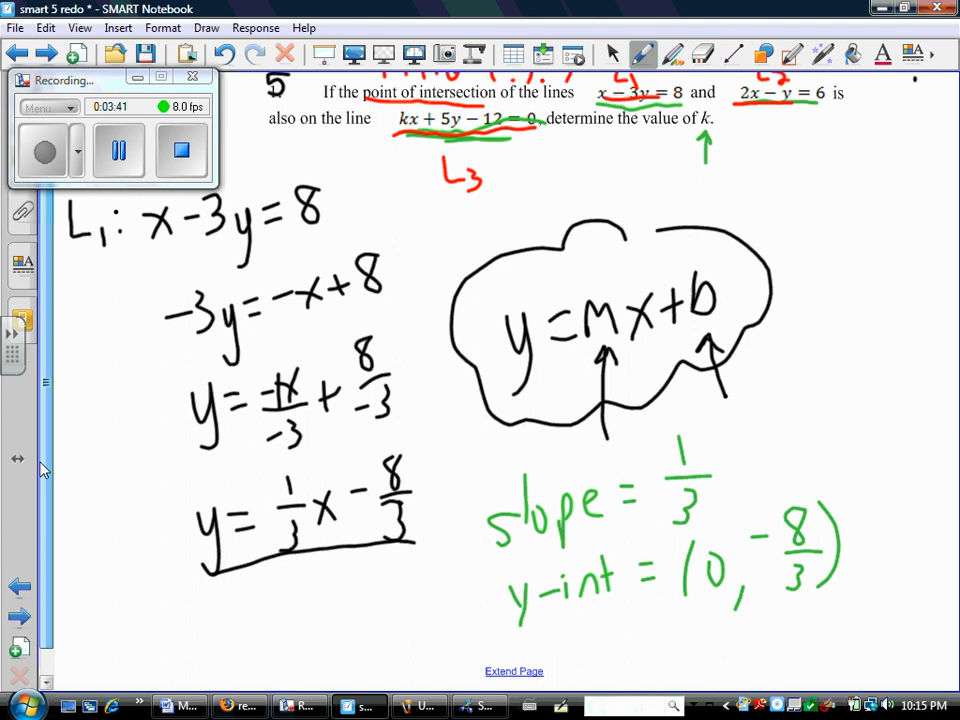 smart 5 redo * - SMART Notebook
File Edit View Insert Format Draw Response Help
Recording...
Menu 0:03:41 8.0 fps
5 If the point of intersection of the lines x − 3y = 8 and 2x − y = 6 is
also on the line kx + 5y − 12 = 0, determine the value of k.
L3
L1: x-3y=8
-3y=-x+8
y=mx+b
y= -1x/-3 + 8/-3
y= 1/3 x - 8/3
slope = 1/3
y-int = (0, -8/3)
Extend Page
M... re... R... s... U... S... 10:15 PM